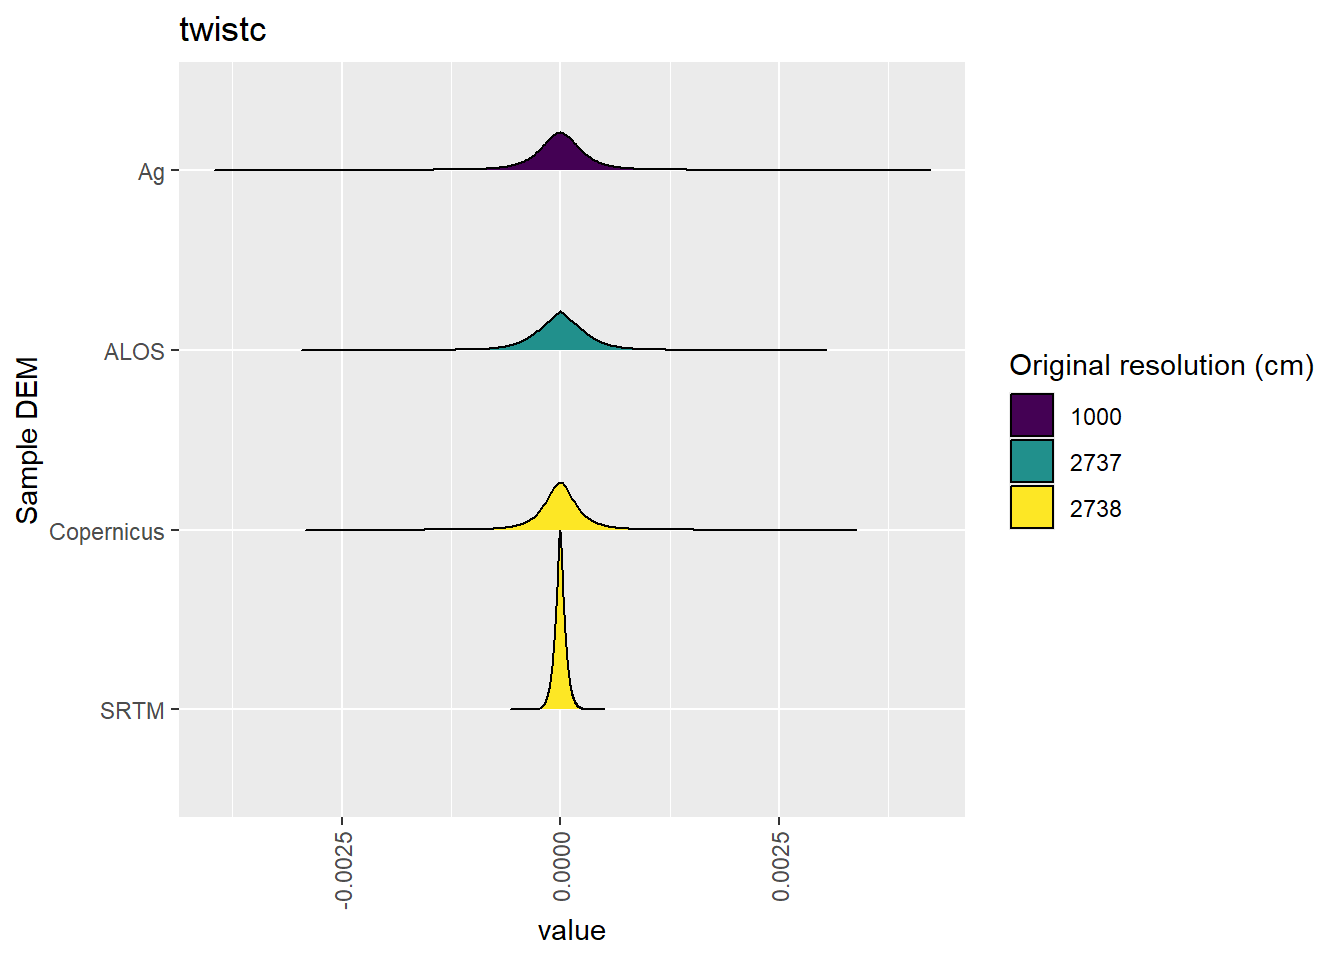 twistc
Ag
ALOS
Copernicus
SRTM
Sample DEM
-0.0025
0.0000
0.0025
value
Original resolution (cm)
1000
2737
2738